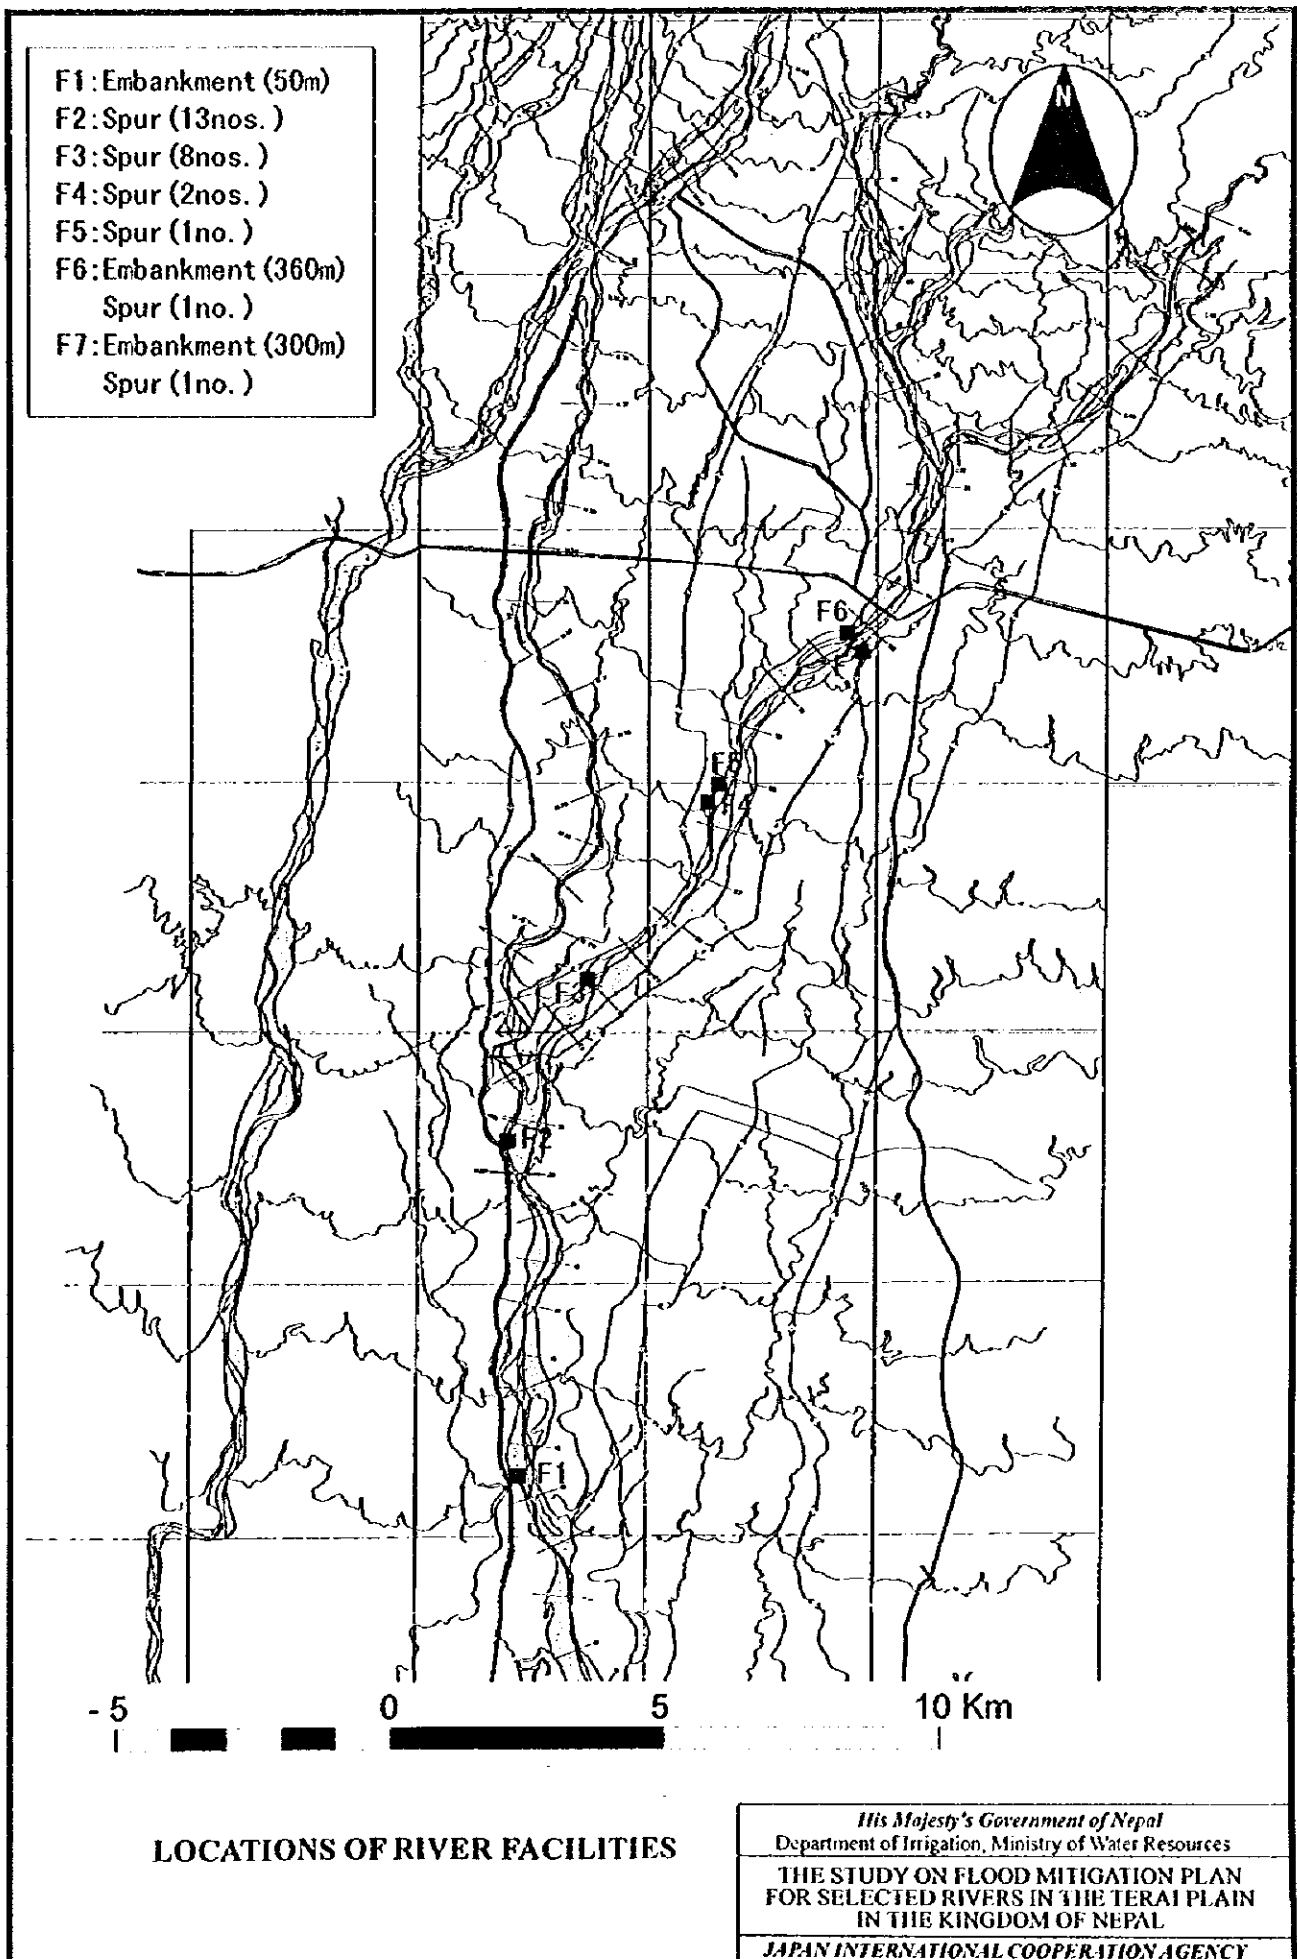 F1:Embankment (50m)
F2:Spur (13nos.)
F3:Spur (8nos.)
F4:Spur (2nos.)
F5:Spur (1no.)
F6:Embankment (360m)
Spur (1no.)
F7:Embankment (300m)
Spur (1no.)
N
F6
F5
F4
F3
F2
F1
-5 0 5 10 Km
LOCATIONS OF RIVER FACILITIES
His Majesty's Government of Nepal
Department of Irrigation, Ministry of Water Resources
THE STUDY ON FLOOD MITIGATION PLAN
FOR SELECTED RIVERS IN THE TERAI PLAIN
IN THE KINGDOM OF NEPAL
JAPAN INTERNATIONAL COOPERATION AGENCY